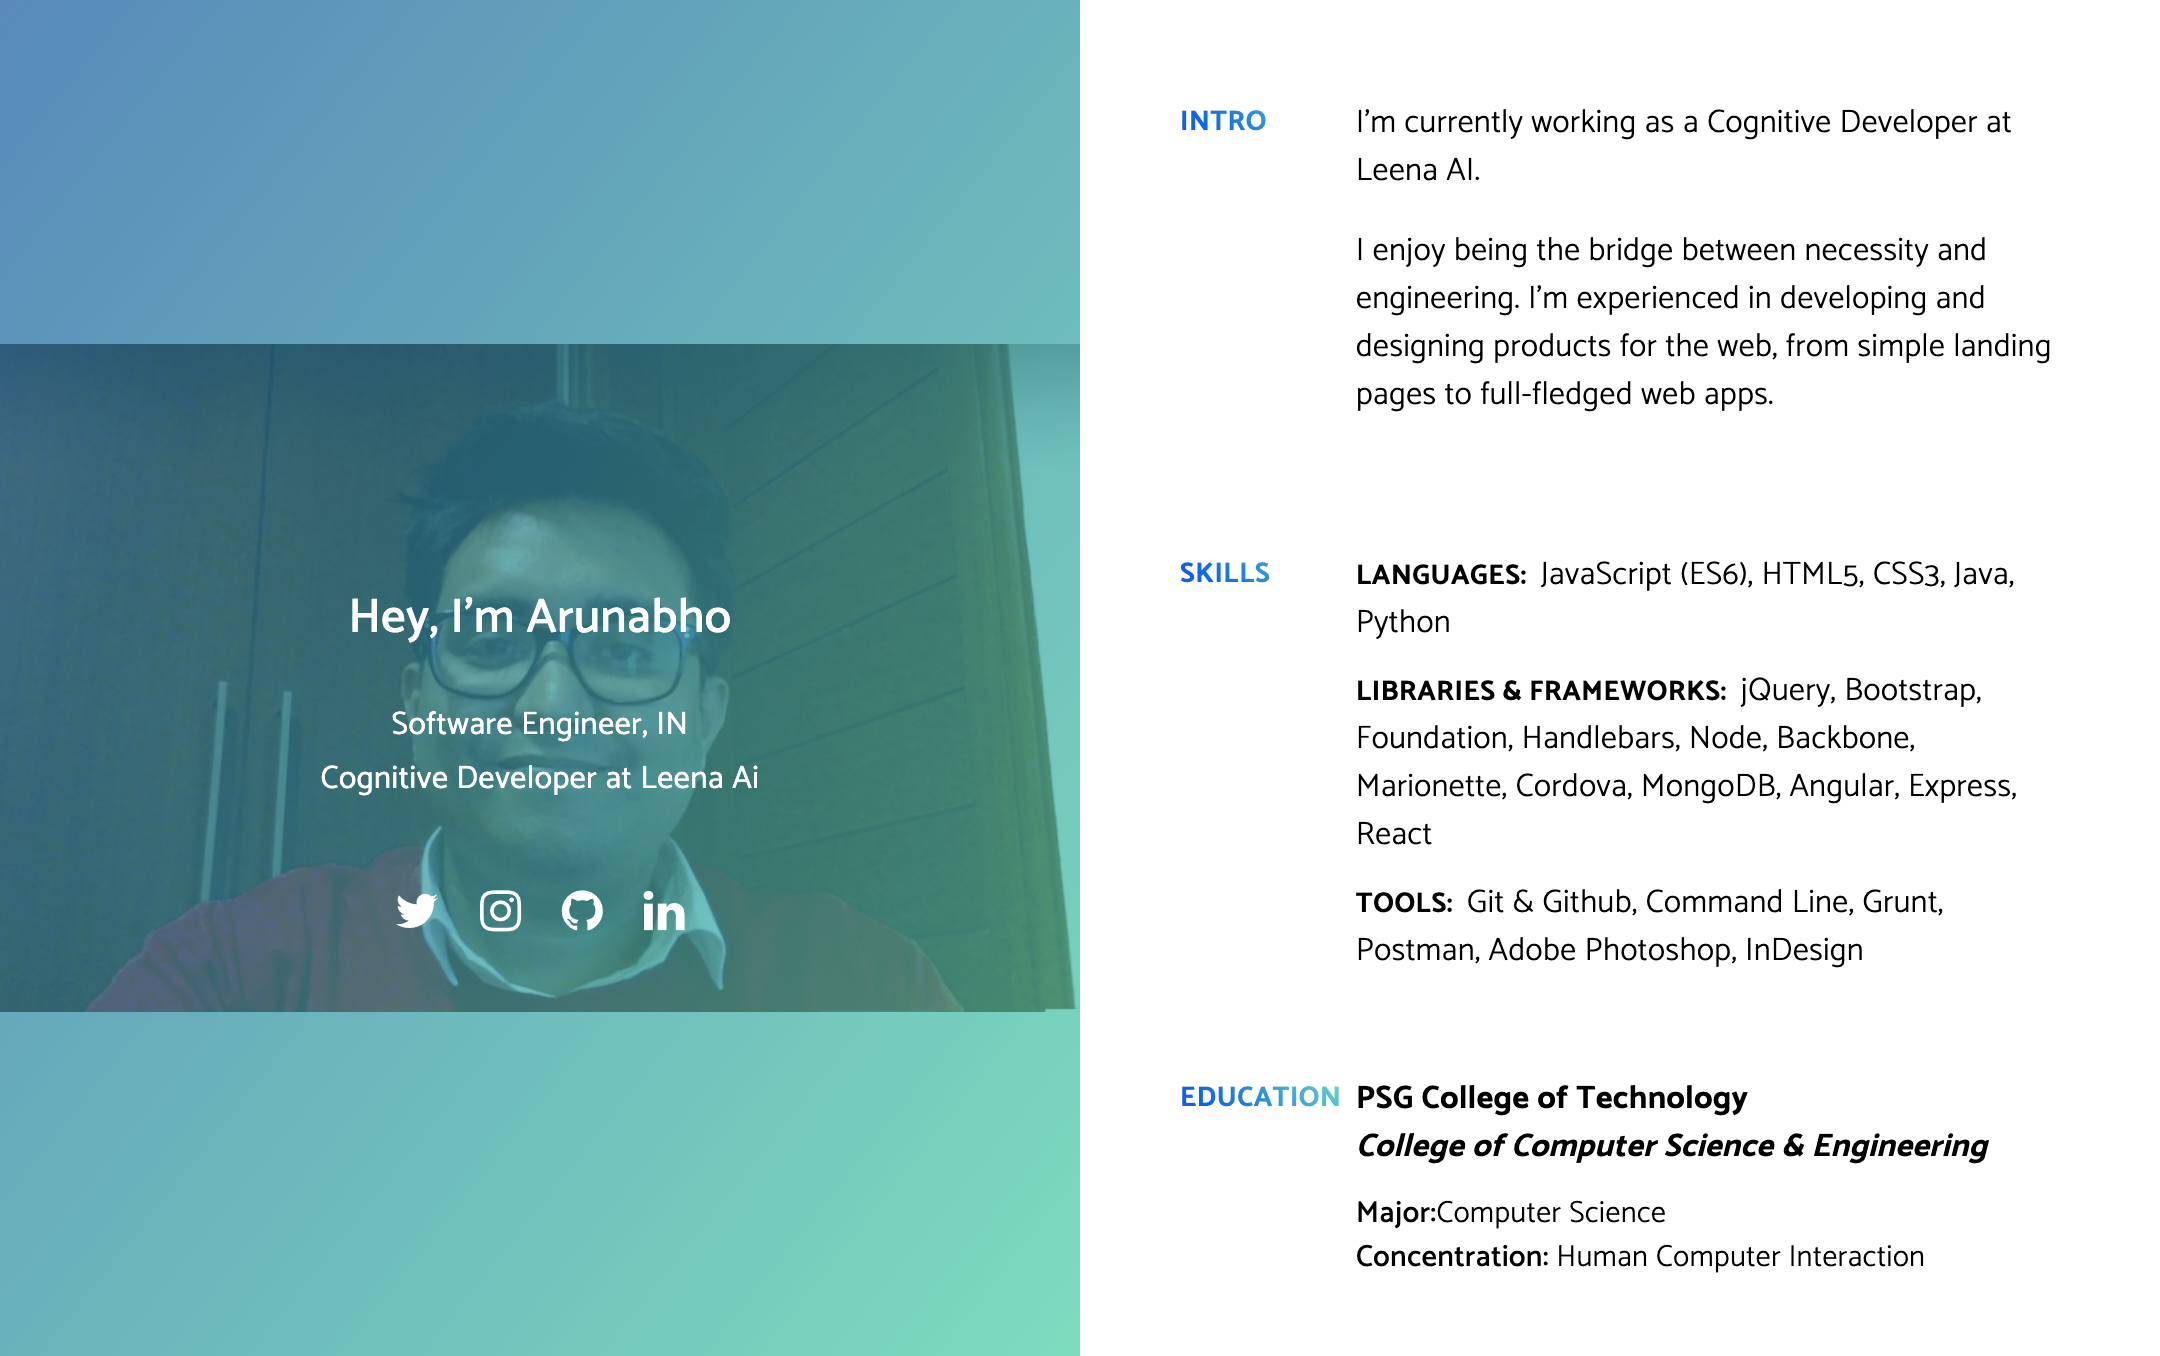 Hey, I'm Arunabho
Software Engineer, IN
Cognitive Developer at Leena Ai
INTRO
I'm currently working as a Cognitive Developer at
Leena AI.
I enjoy being the bridge between necessity and
engineering. I'm experienced in developing and
designing products for the web, from simple landing
pages to full-fledged web apps.
SKILLS
LANGUAGES: JavaScript (ES6), HTML5, CSS3, Java,
Python
LIBRARIES & FRAMEWORKS: jQuery, Bootstrap,
Foundation, Handlebars, Node, Backbone,
Marionette, Cordova, MongoDB, Angular, Express,
React
TOOLS: Git & Github, Command Line, Grunt,
Postman, Adobe Photoshop, InDesign
EDUCATION
PSG College of Technology
College of Computer Science & Engineering
Major:Computer Science
Concentration: Human Computer Interaction